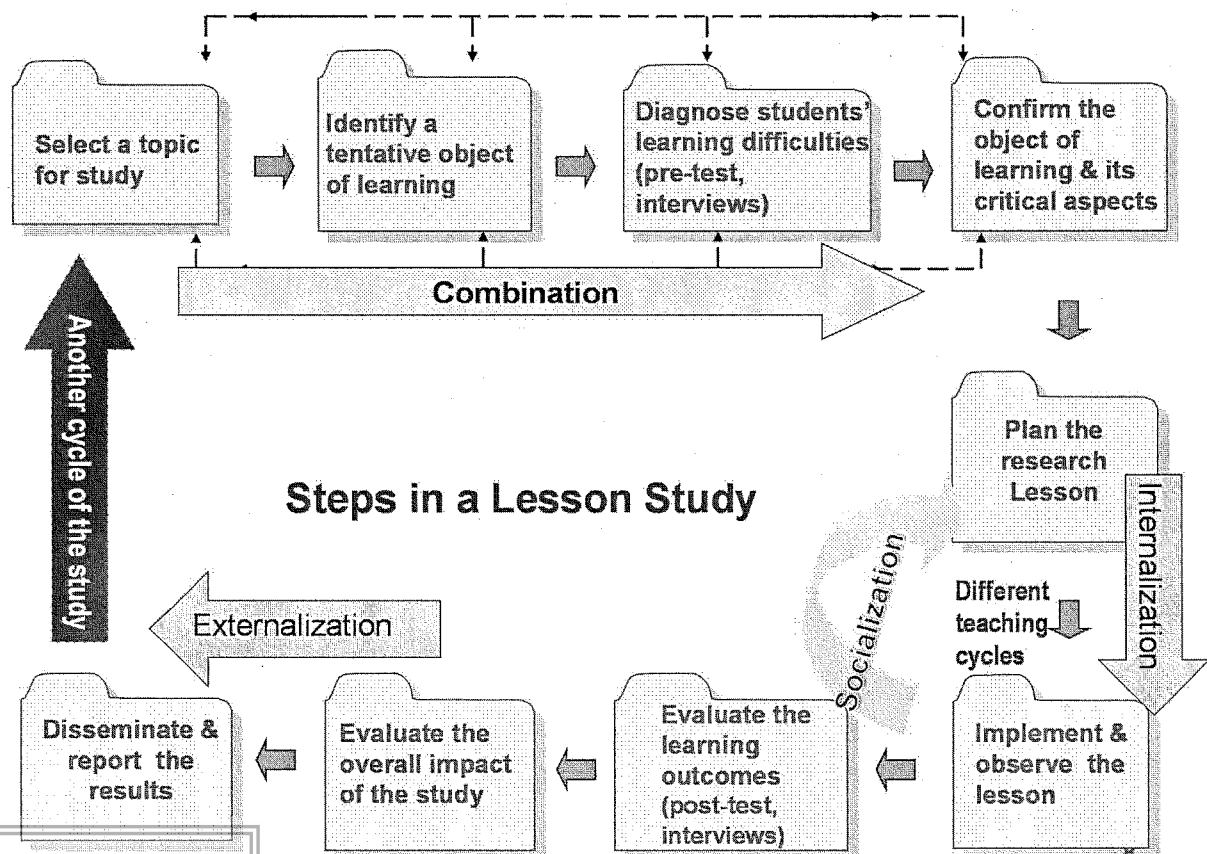 Select a topic
for study
Identify a
tentative object
of learning
Diagnose students'
learning difficulties
(pre-test,
interviews)
Confirm the
object of
learning & its
critical aspects
Combination
Another cycle of the study
Plan the
research
Lesson
Internalization
Steps in a Lesson Study
Socialization
Different
teaching
cycles
Externalization
Disseminate &
report the
results
Evaluate the
overall impact
of the study
Evaluate the
learning
outcomes
(post-test,
interviews)
Implement &
observe the
lesson